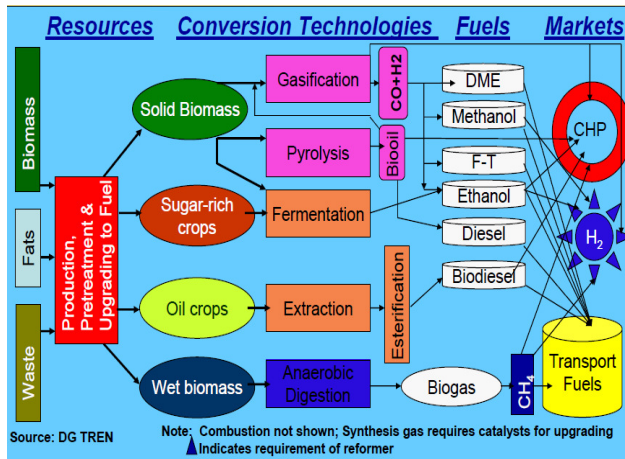 Resources
Conversion Technologies
Fuels
Markets
Biomass
Fats
Waste
Production,
Pretreatment &
Upgrading to Fuel
Solid Biomass
Sugar-rich
crops
Oil crops
Wet biomass
Gasification
Pyrolysis
Fermentation
Extraction
Anaerobic
Digestion
CO+H2
Biooil
Esterification
Biogas
DME
Methanol
F-T
Ethanol
Diesel
Biodiesel
CH4
CHP
H2
Transport
Fuels
Source: DG TREN
Note: Combustion not shown; Synthesis gas requires catalysts for upgrading
Indicates requirement of reformer